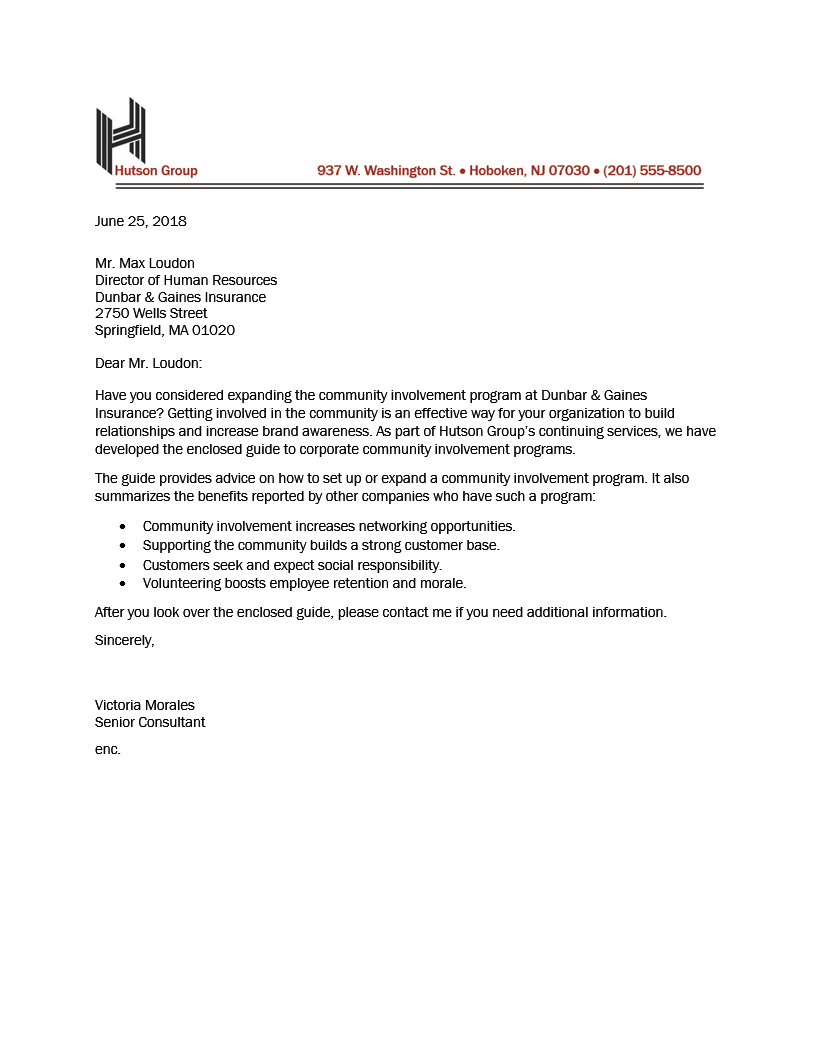 Hutson Group 937 W. Washington St. • Hoboken, NJ 07030 • (201) 555-8500
June 25, 2018
Mr. Max Loudon
Director of Human Resources
Dunbar & Gaines Insurance
2750 Wells Street
Springfield, MA 01020
Dear Mr. Loudon:
Have you considered expanding the community involvement program at Dunbar & Gaines
Insurance? Getting involved in the community is an effective way for your organization to build
relationships and increase brand awareness. As part of Hutson Group's continuing services, we have
developed the enclosed guide to corporate community involvement programs.
The guide provides advice on how to set up or expand a community involvement program. It also
summarizes the benefits reported by other companies who have such a program:
• Community involvement increases networking opportunities.
• Supporting the community builds a strong customer base.
• Customers seek and expect social responsibility.
• Volunteering boosts employee retention and morale.
After you look over the enclosed guide, please contact me if you need additional information.
Sincerely,
Victoria Morales
Senior Consultant
enc.